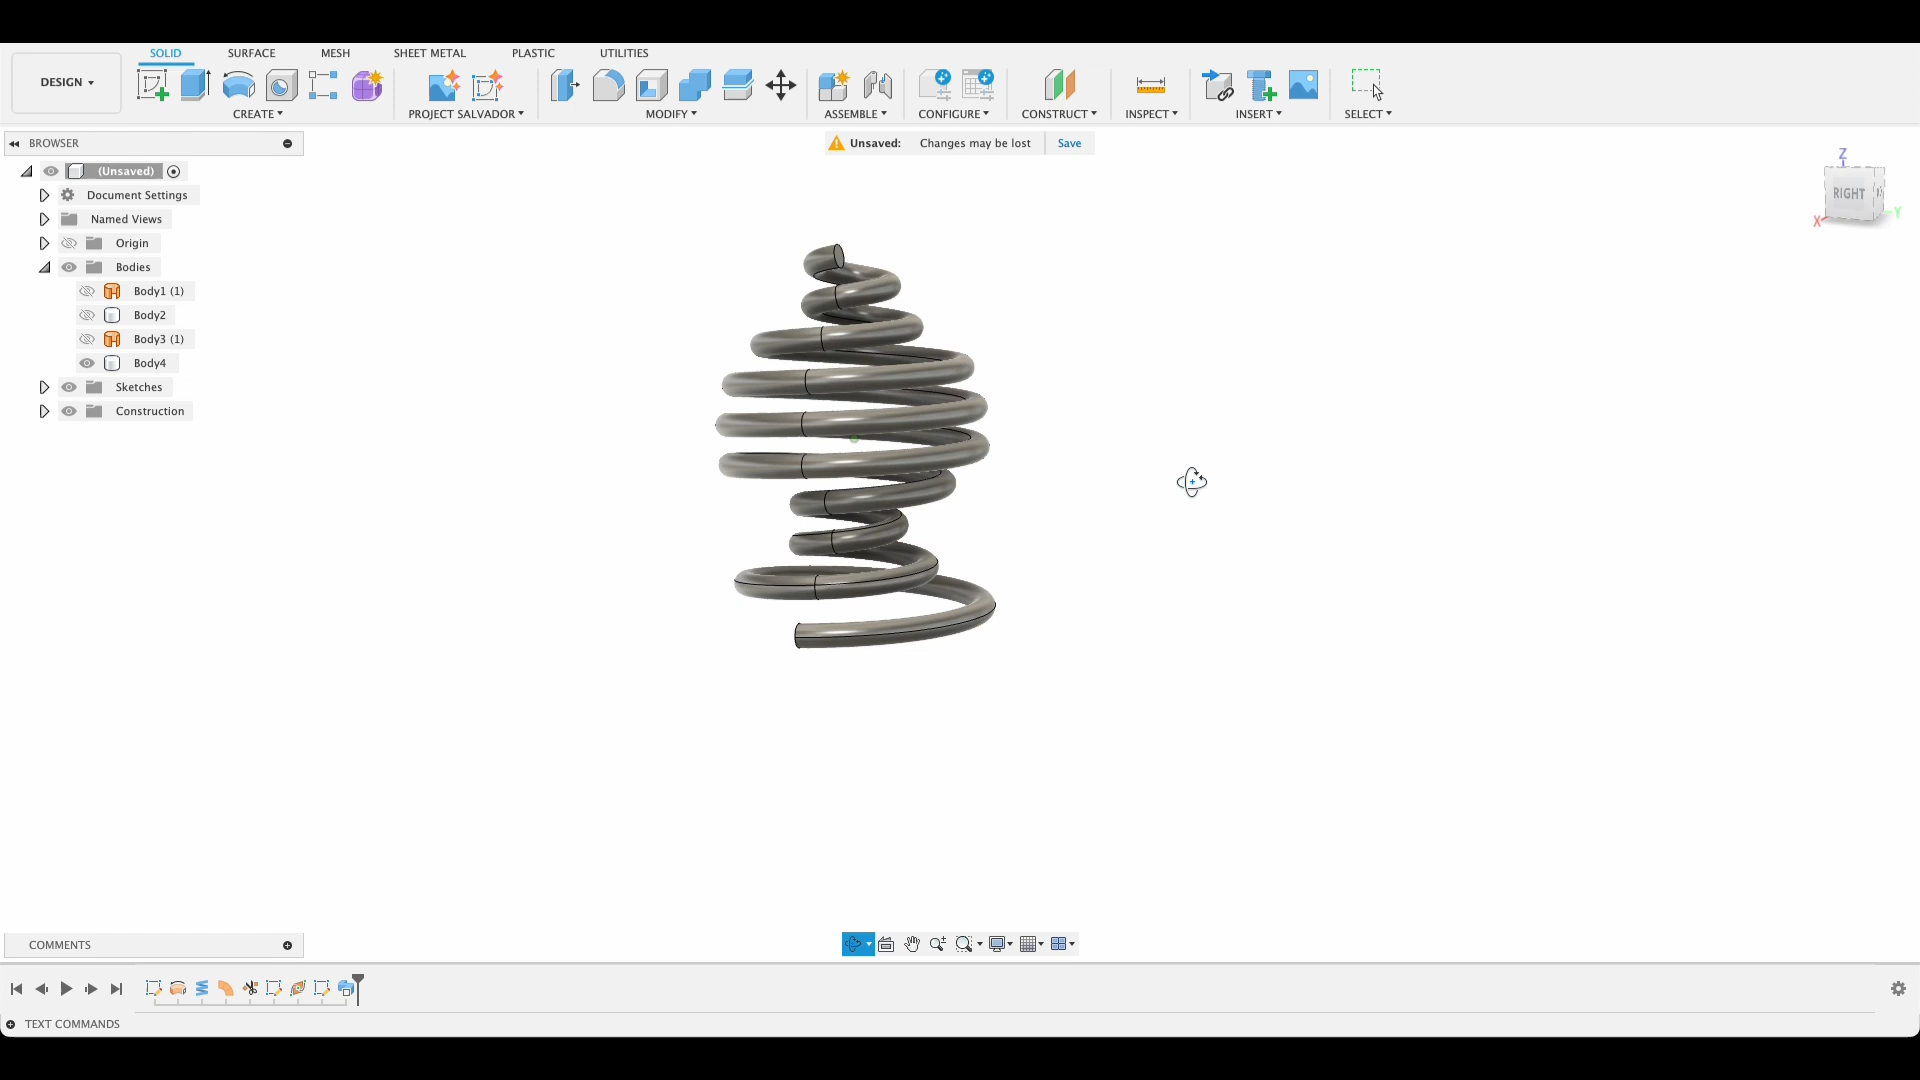 SOLID SURFACE MESH SHEET METAL PLASTIC UTILITIES
DESIGN
CREATE PROJECT SALVADOR MODIFY ASSEMBLE CONFIGURE CONSTRUCT INSPECT INSERT SELECT
BROWSER
Unsaved: Changes may be lost Save
(Unsaved)
Document Settings
Named Views
Origin
Bodies
Body1 (1)
Body2
Body3 (1)
Body4
Sketches
Construction
Z
RIGHT
X
Y
COMMENTS
TEXT COMMANDS